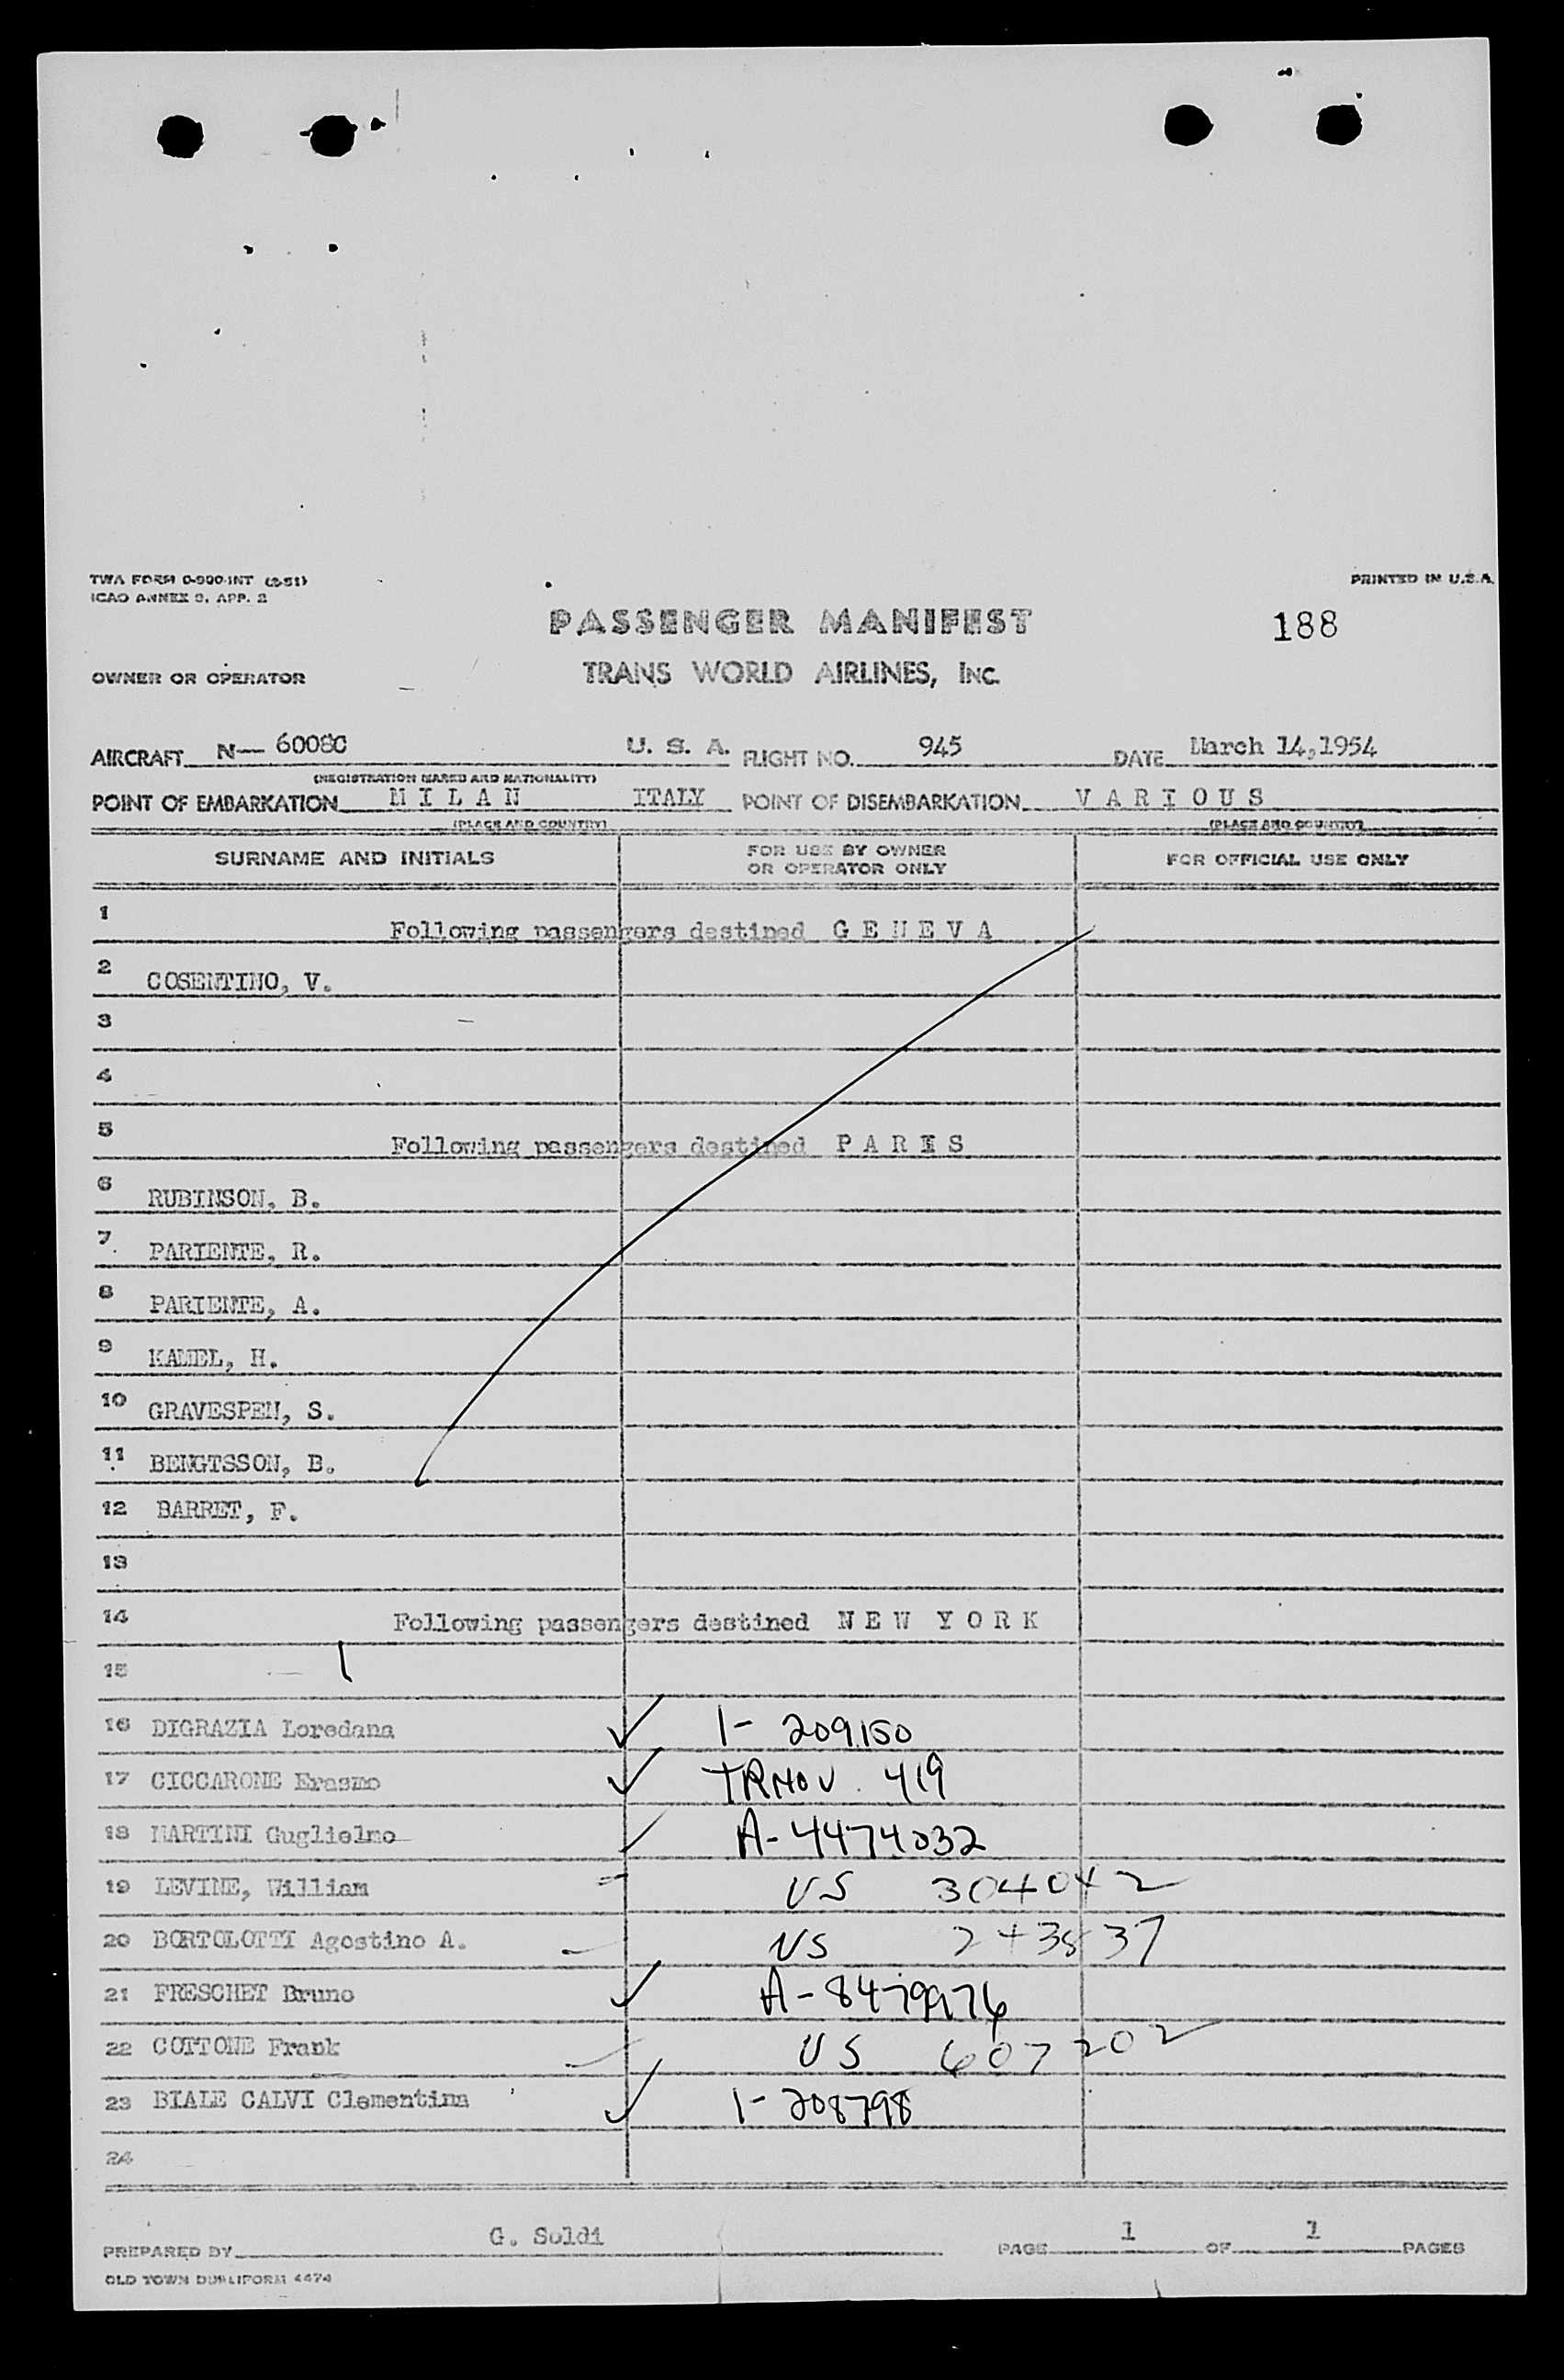 TWA FORM 0-900-INT (2-51)
ICAO ANNEX 9, APP. 2
PRINTED IN U.S.A.
PASSENGER MANIFEST
188
OWNER OR OPERATOR
TRANS WORLD AIRLINES, INC.
AIRCRAFT N— 6008C U. S. A. FLIGHT NO. 945 DATE March 14,1954
(REGISTRATION MARKS AND NATIONALITY)
POINT OF EMBARKATION M I L A N ITALY POINT OF DISEMBARKATION V A R I O U S
(PLACE AND COUNTRY) (PLACE AND COUNTRY)
SURNAME AND INITIALS FOR USE BY OWNER OR OPERATOR ONLY FOR OFFICIAL USE ONLY
1 Following passengers destined G E N E V A
2 COSENTINO, V.
3
4
5 Following passengers destined P A R I S
6 RUBINSON, B.
7 PARIENTE, R.
8 PARIENTE, A.
9 KAMEL, H.
10 GRAVESPEN, S.
11 BENGTSSON, B.
12 BARRET, F.
13
14 Following passengers destined N E W Y O R K
15
16 DIGRAZIA Loredana ✓ 1- 209150
17 CICCARONE Erasmo ✓ 419
18 MARTINI Guglielmo A-4474032
19 LEVINE, William US 304042
20 BORTOLOTTI Agostino A. US 243837
21 FRESCHET Bruno ✓ A-8479976
22 COTTONE Frank US 607202
23 BIALE CALVI Clementina ✓ 1- 208798
24
PREPARED BY G. Soldi PAGE 1 OF 1 PAGES
OLD TOWN DUPLIFORM 4474